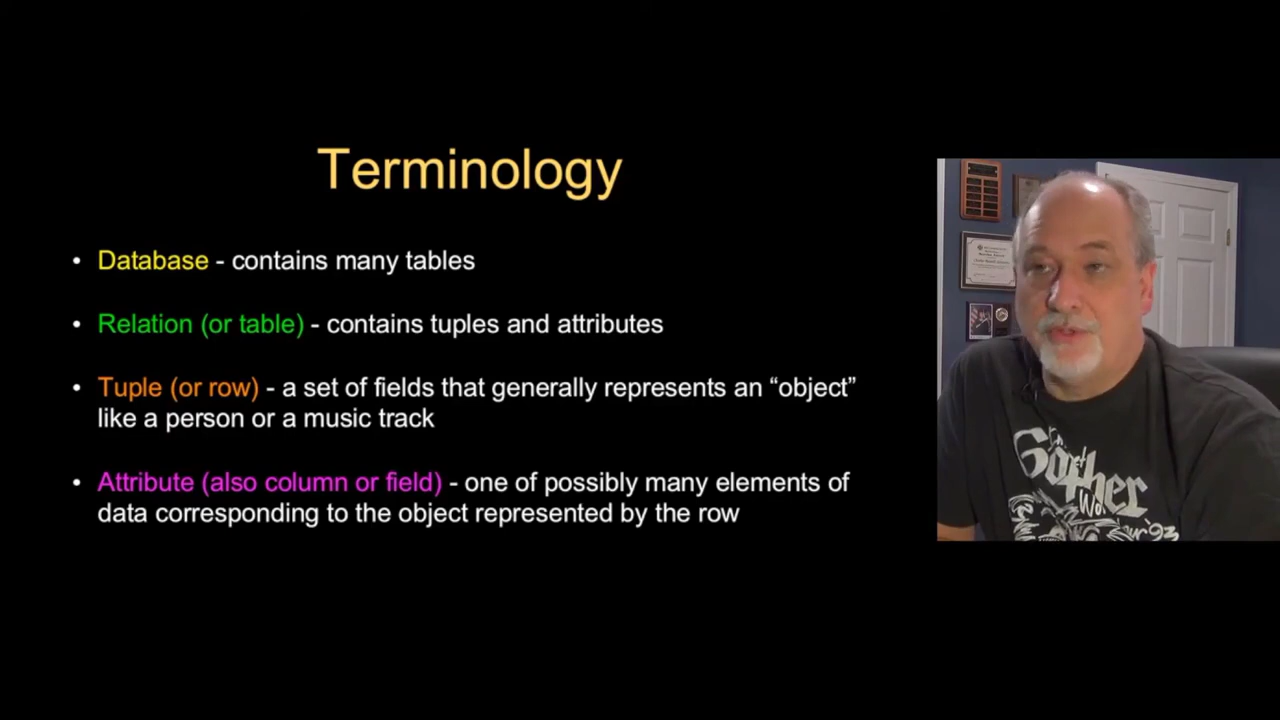 Terminology
• Database - contains many tables
• Relation (or table) - contains tuples and attributes
• Tuple (or row) - a set of fields that generally represents an “object”
like a person or a music track
• Attribute (also column or field) - one of possibly many elements of
data corresponding to the object represented by the row
Gopher